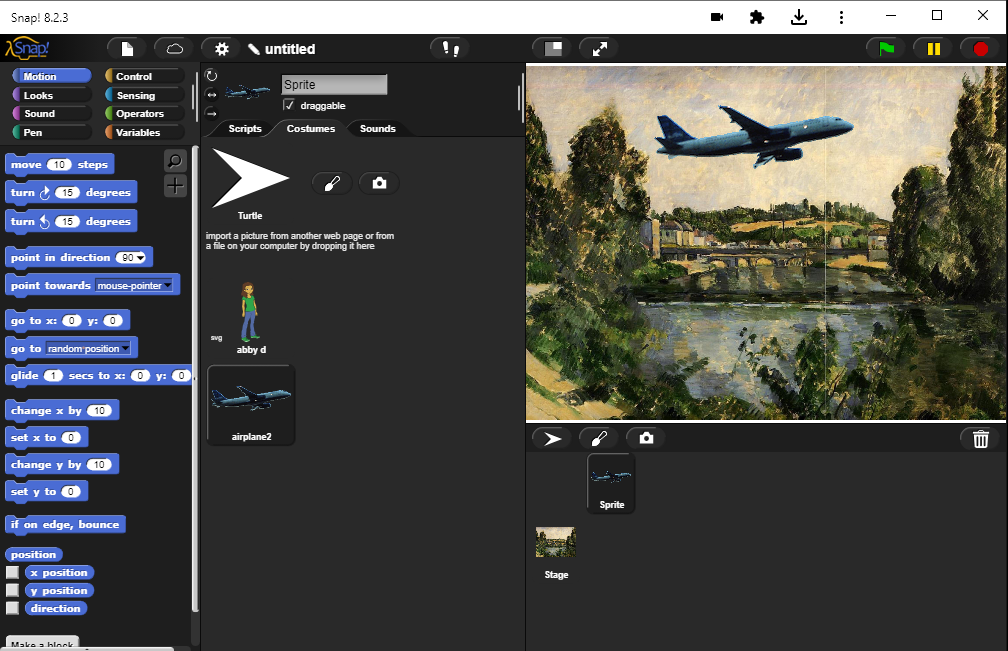 Snap! 8.2.3
Snap!
untitled
Motion
Control
Looks
Sensing
Sound
Operators
Pen
Variables
move 10 steps
turn 15 degrees
turn 15 degrees
point in direction 90
point towards mouse-pointer
go to x: 0 y: 0
go to random position
glide 1 secs to x: 0 y: 0
change x by 10
set x to 0
change y by 10
set y to 0
if on edge, bounce
position
x position
y position
direction
Make a block
Sprite
draggable
Scripts
Costumes
Sounds
Turtle
import a picture from another web page or from
a file on your computer by dropping it here
svg
abby d
airplane2
Sprite
Stage